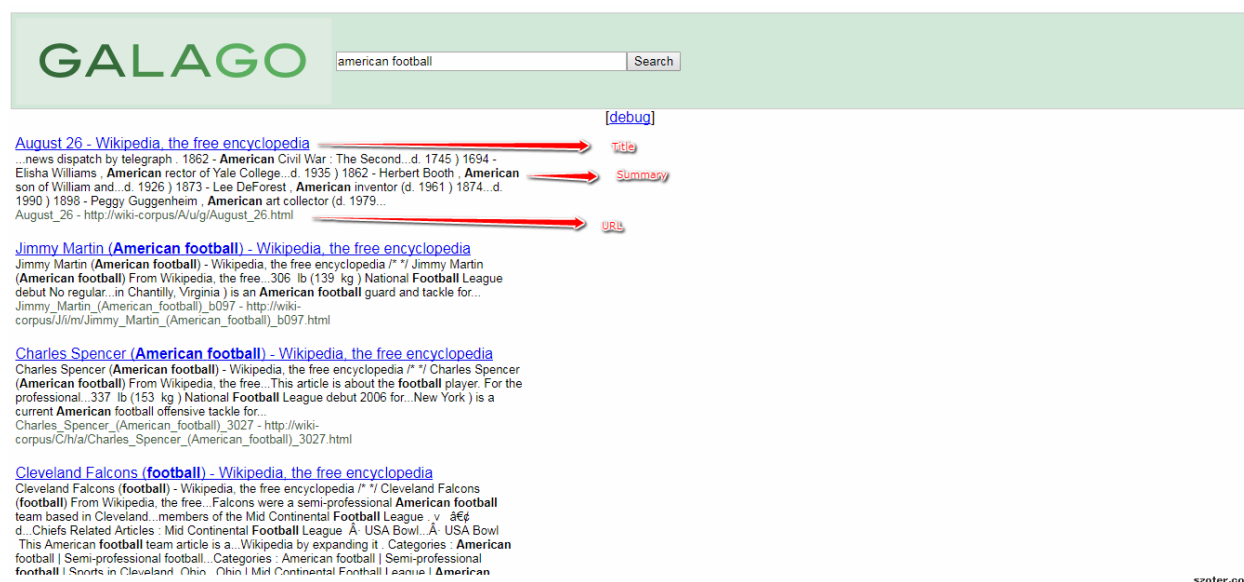 GALAGO
american football
Search
[debug]
August 26 - Wikipedia, the free encyclopedia
Title
...news dispatch by telegraph . 1862 - American Civil War : The Second...d. 1745 ) 1694 -
Elisha Williams , American rector of Yale College...d. 1935 ) 1862 - Herbert Booth , American
Summary
son of William and...d. 1926 ) 1873 - Lee DeForest , American inventor (d. 1961 ) 1874...d.
1990 ) 1898 - Peggy Guggenheim , American art collector (d. 1979...
August_26 - http://wiki-corpus/A/u/g/August_26.html
URL
Jimmy Martin (American football) - Wikipedia, the free encyclopedia
Jimmy Martin (American football) - Wikipedia, the free encyclopedia /* */ Jimmy Martin
(American football) From Wikipedia, the free...306 lb (139 kg ) National Football League
debut No regular...in Chantilly, Virginia ) is an American football guard and tackle for...
Jimmy_Martin_(American_football)_b097 - http://wiki-
corpus/J/i/m/Jimmy_Martin_(American_football)_b097.html
Charles Spencer (American football) - Wikipedia, the free encyclopedia
Charles Spencer (American football) - Wikipedia, the free encyclopedia /* */ Charles Spencer
(American football) From Wikipedia, the free...This article is about the football player. For the
professional...337 lb (153 kg ) National Football League debut 2006 for...New York ) is a
current American football offensive tackle for...
Charles_Spencer_(American_football)_3027 - http://wiki-
corpus/C/h/a/Charles_Spencer_(American_football)_3027.html
Cleveland Falcons (football) - Wikipedia, the free encyclopedia
Cleveland Falcons (football) - Wikipedia, the free encyclopedia /* */ Cleveland Falcons
(football) From Wikipedia, the free...Falcons were a semi-professional American football
team based in Cleveland...members of the Mid Continental Football League . v â€¢
d...Chiefs Related Articles : Mid Continental Football League Â· USA Bowl...Â· USA Bowl
This American football team article is a...Wikipedia by expanding it . Categories : American
football | Semi-professional football...Categories : American football | Semi-professional
football | Sports in Cleveland, Ohio...Ohio | Mid Continental Football League | American